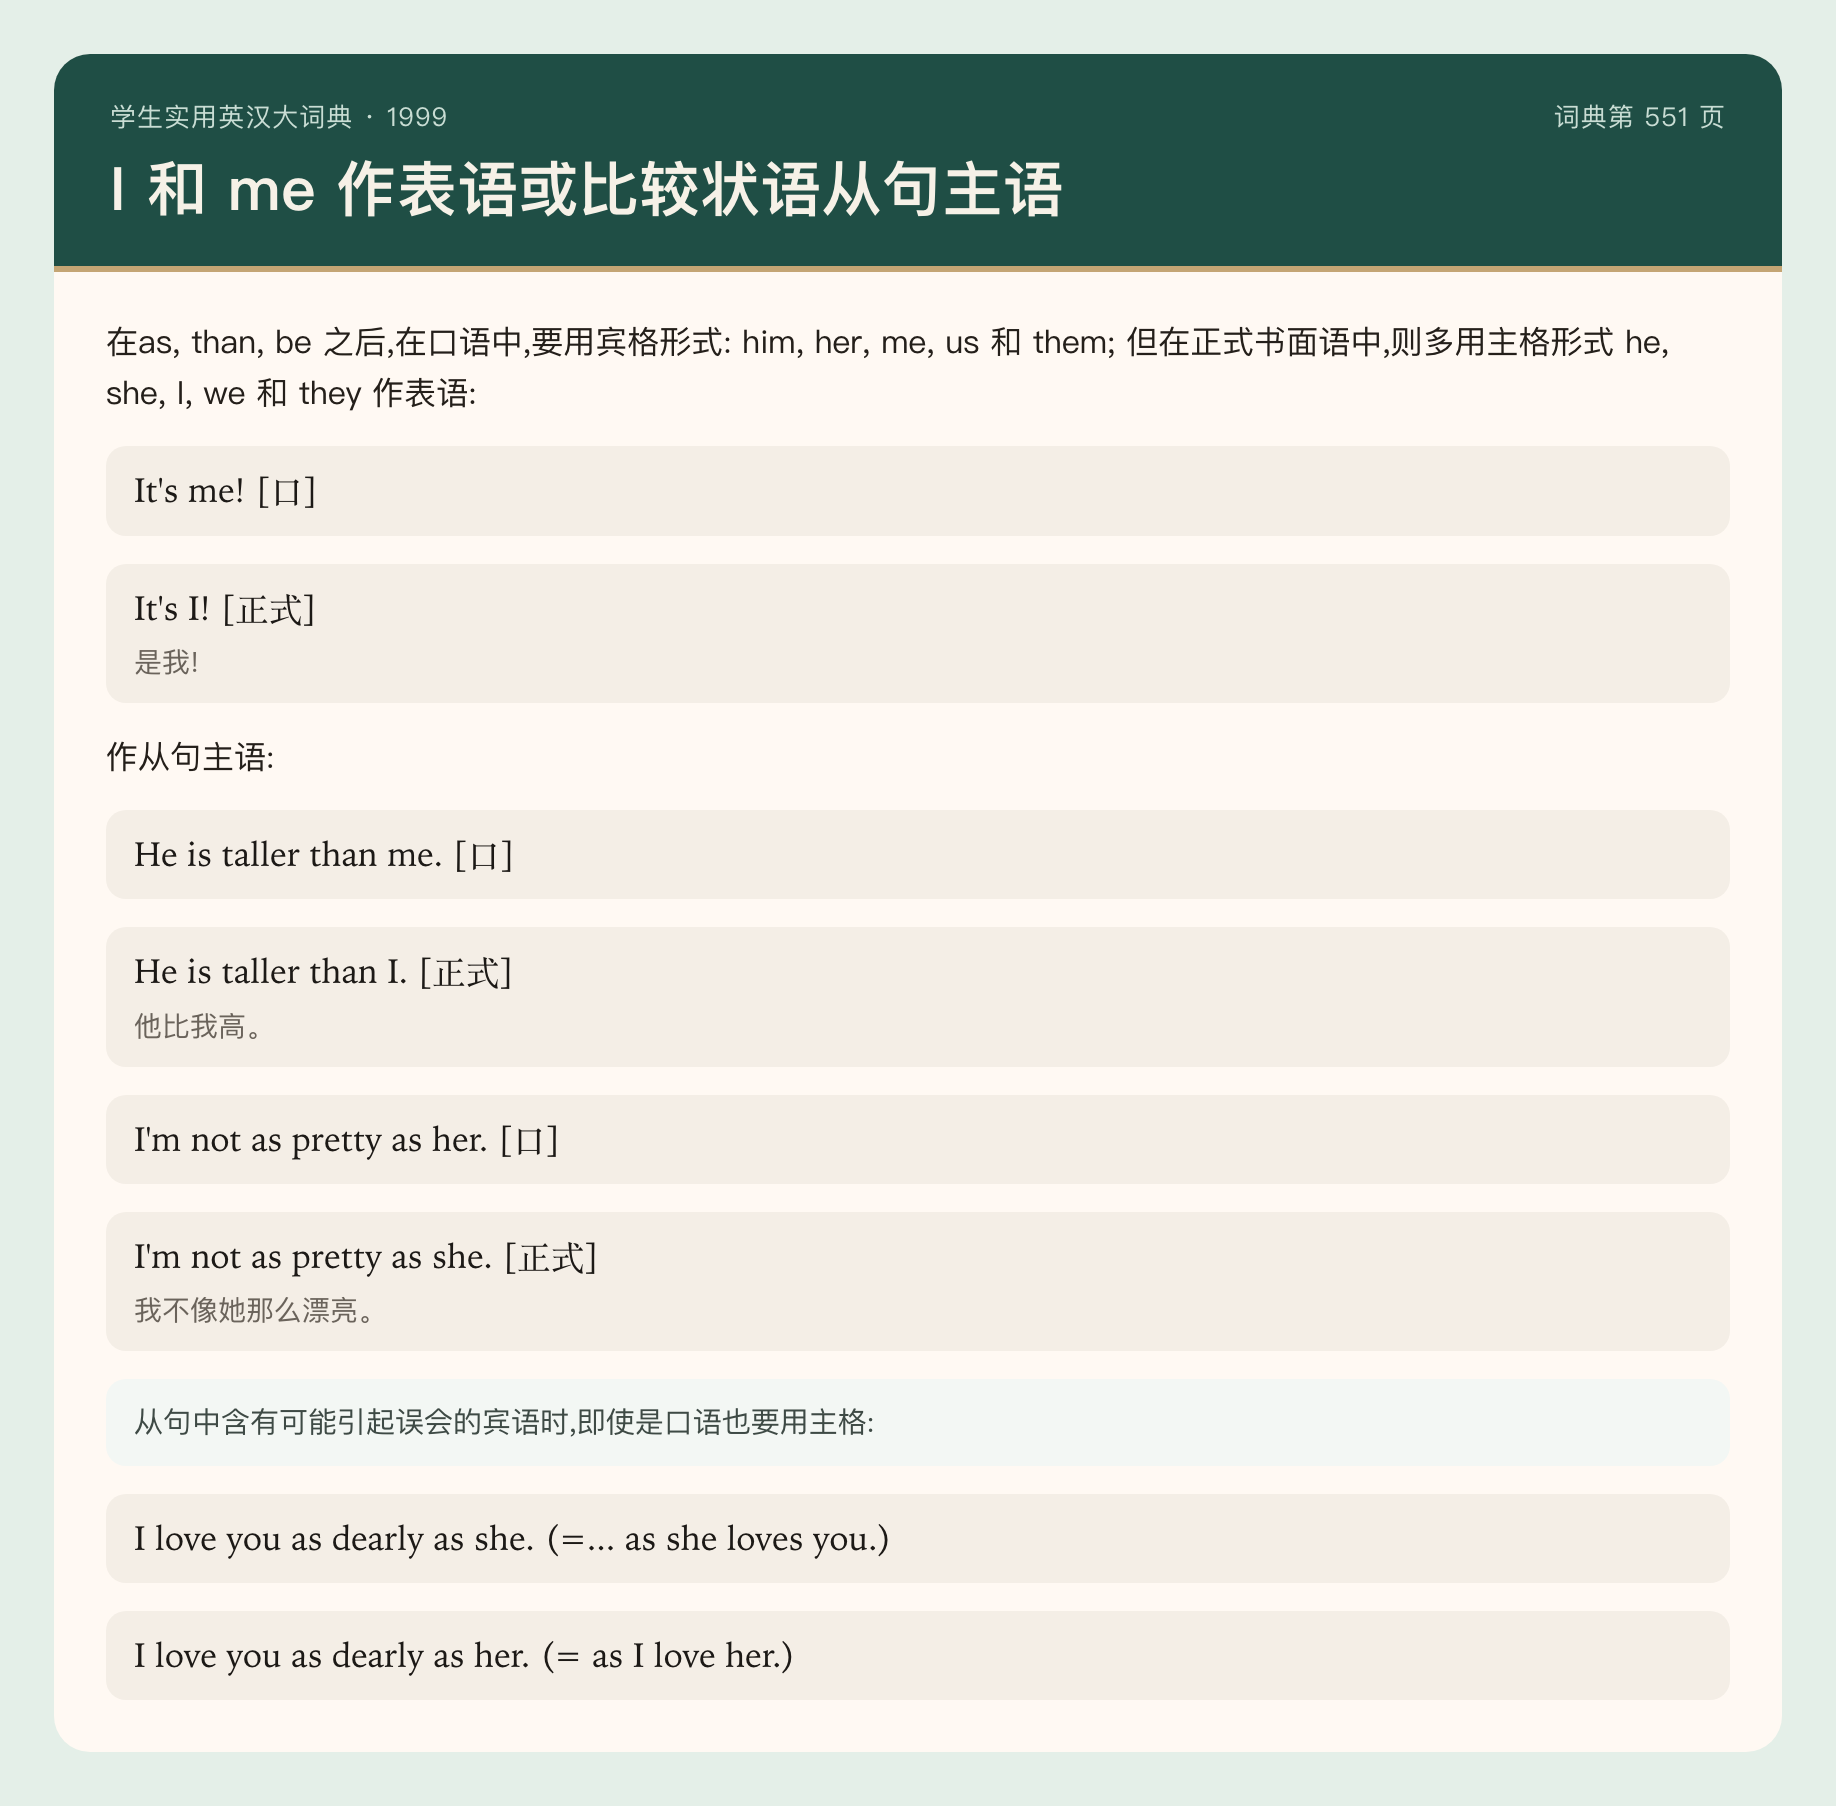 学生实用英汉大词典 · 1999
词典第 551 页
I 和 me 作表语或比较状语从句主语
在as, than, be 之后,在口语中,要用宾格形式: him, her, me, us 和 them; 但在正式书面语中,则多用主格形式 he,
she, I, we 和 they 作表语:
It's me! [口]
It's I! [正式]
是我!
作从句主语:
He is taller than me. [口]
He is taller than I. [正式]
他比我高。
I'm not as pretty as her. [口]
I'm not as pretty as she. [正式]
我不像她那么漂亮。
从句中含有可能引起误会的宾语时,即使是口语也要用主格:
I love you as dearly as she. (=... as she loves you.)
I love you as dearly as her. (= as I love her.)